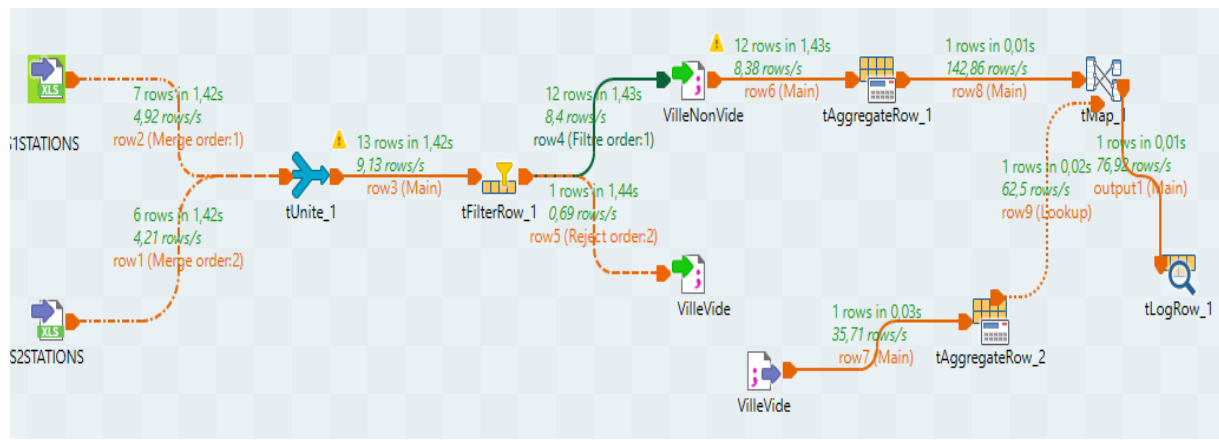 XLS
S1STATIONS
7 rows in 1,42s
4,92 rows/s
row2 (Merge order:1)
6 rows in 1,42s
4,21 rows/s
row1 (Merge order:2)
XLS
S2STATIONS
tUnite_1
13 rows in 1,42s
9,13 rows/s
row3 (Main)
tFilterRow_1
12 rows in 1,43s
8,4 rows/s
row4 (Filtre order:1)
1 rows in 1,44s
0,69 rows/s
row5 (Reject order:2)
VilleNonVide
12 rows in 1,43s
8,38 rows/s
row6 (Main)
tAggregateRow_1
1 rows in 0,01s
142,86 rows/s
row8 (Main)
tMap_1
1 rows in 0,01s
76,92 rows/s
output1 (Main)
1 rows in 0,02s
62,5 rows/s
row9 (Lookup)
VilleVide
1 rows in 0,03s
35,71 rows/s
row7 (Main)
tAggregateRow_2
tLogRow_1
VilleVide